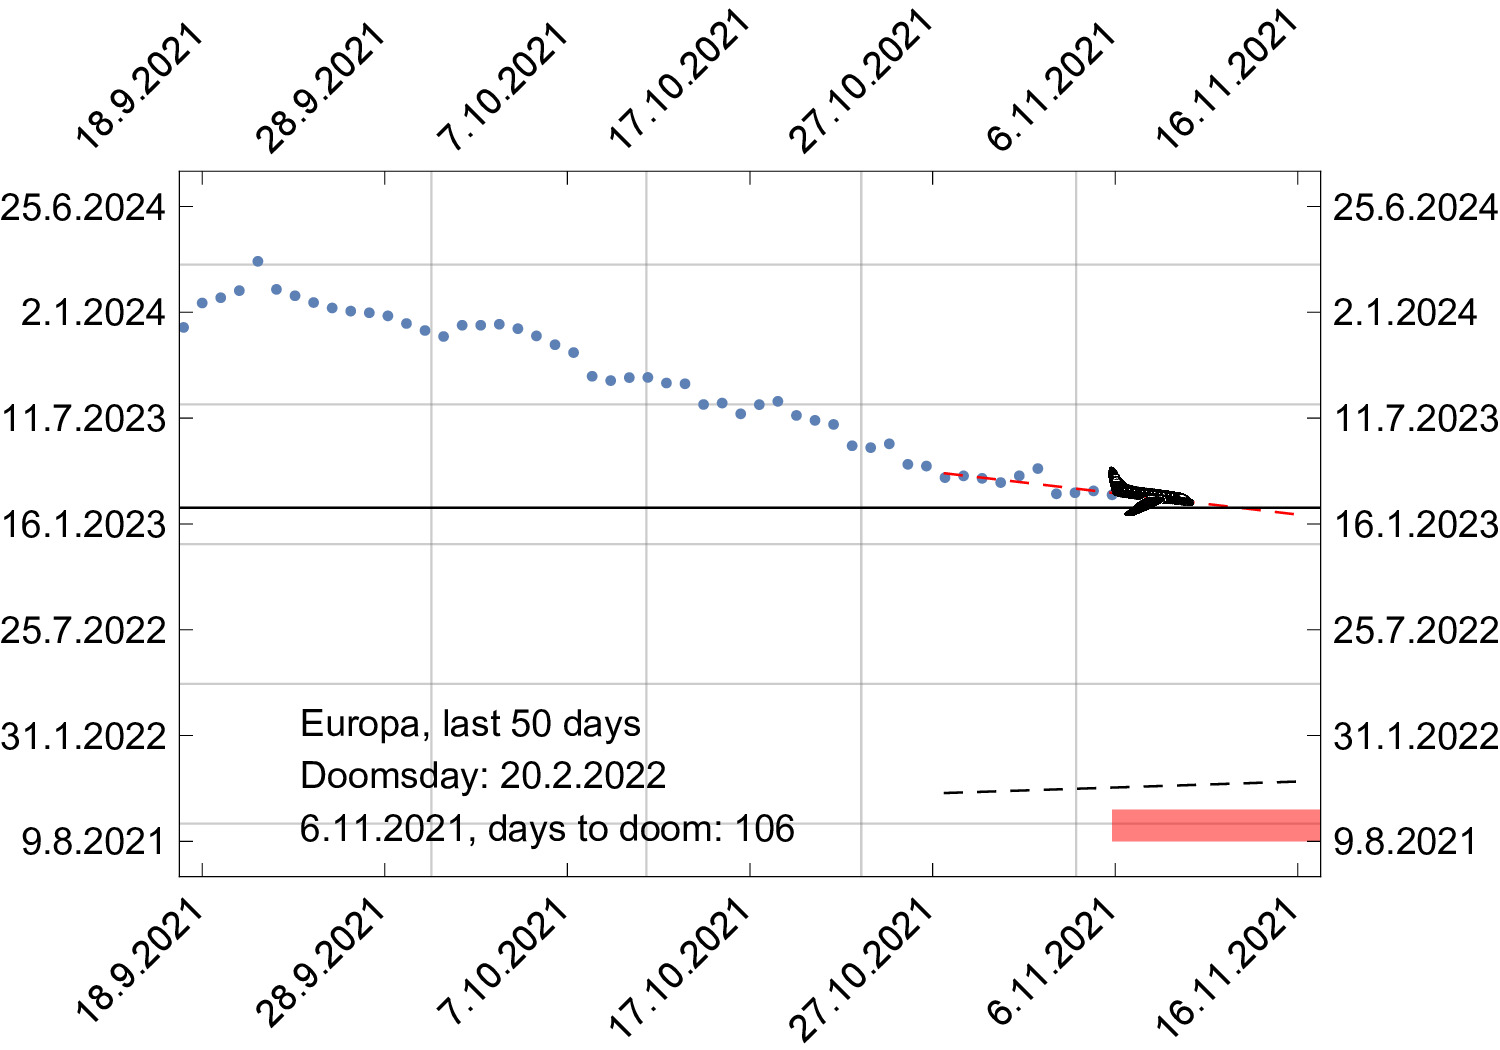 18.9.2021 28.9.2021 7.10.2021 17.10.2021 27.10.2021 6.11.2021 16.11.2021
25.6.2024 25.6.2024
2.1.2024 2.1.2024
11.7.2023 11.7.2023
16.1.2023 16.1.2023
25.7.2022 25.7.2022
31.1.2022 31.1.2022
Europa, last 50 days
Doomsday: 20.2.2022
6.11.2021, days to doom: 106
9.8.2021 9.8.2021
18.9.2021 28.9.2021 7.10.2021 17.10.2021 27.10.2021 6.11.2021 16.11.2021